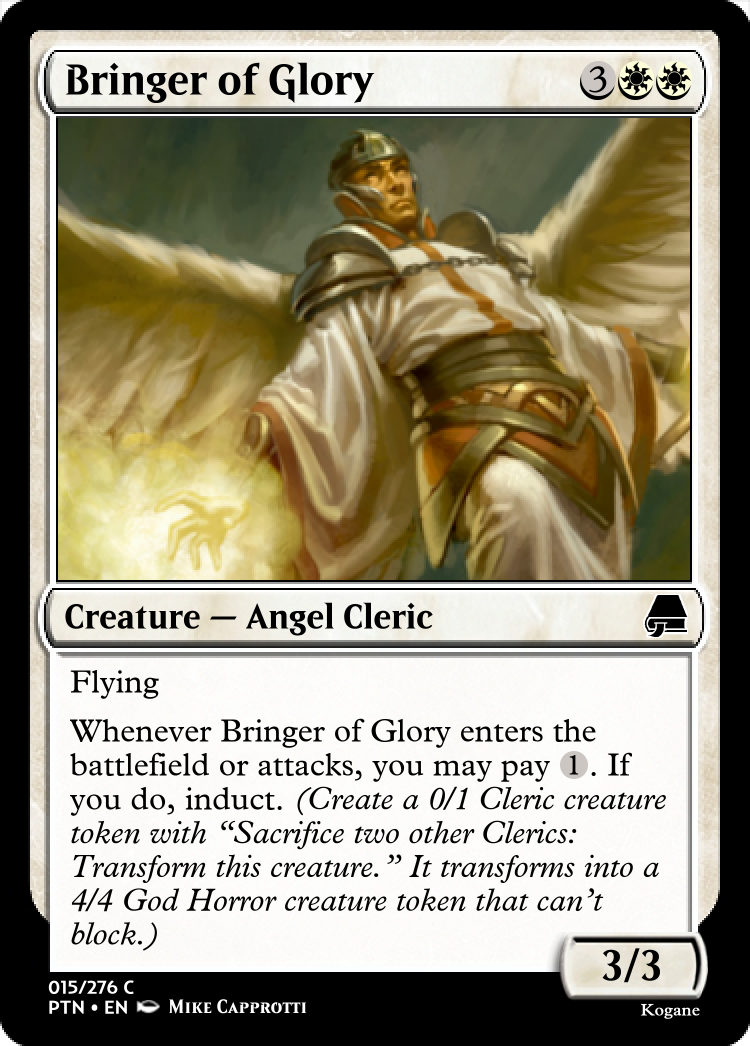 Bringer of Glory 3
Creature — Angel Cleric
Flying
Whenever Bringer of Glory enters the
battlefield or attacks, you may pay 1. If
you do, induct. (Create a 0/1 Cleric creature
token with “Sacrifice two other Clerics:
Transform this creature.” It transforms into a
4/4 God Horror creature token that can’t
block.)
3/3
015/276 C
PTN • EN Mike Capprotti
Kogane